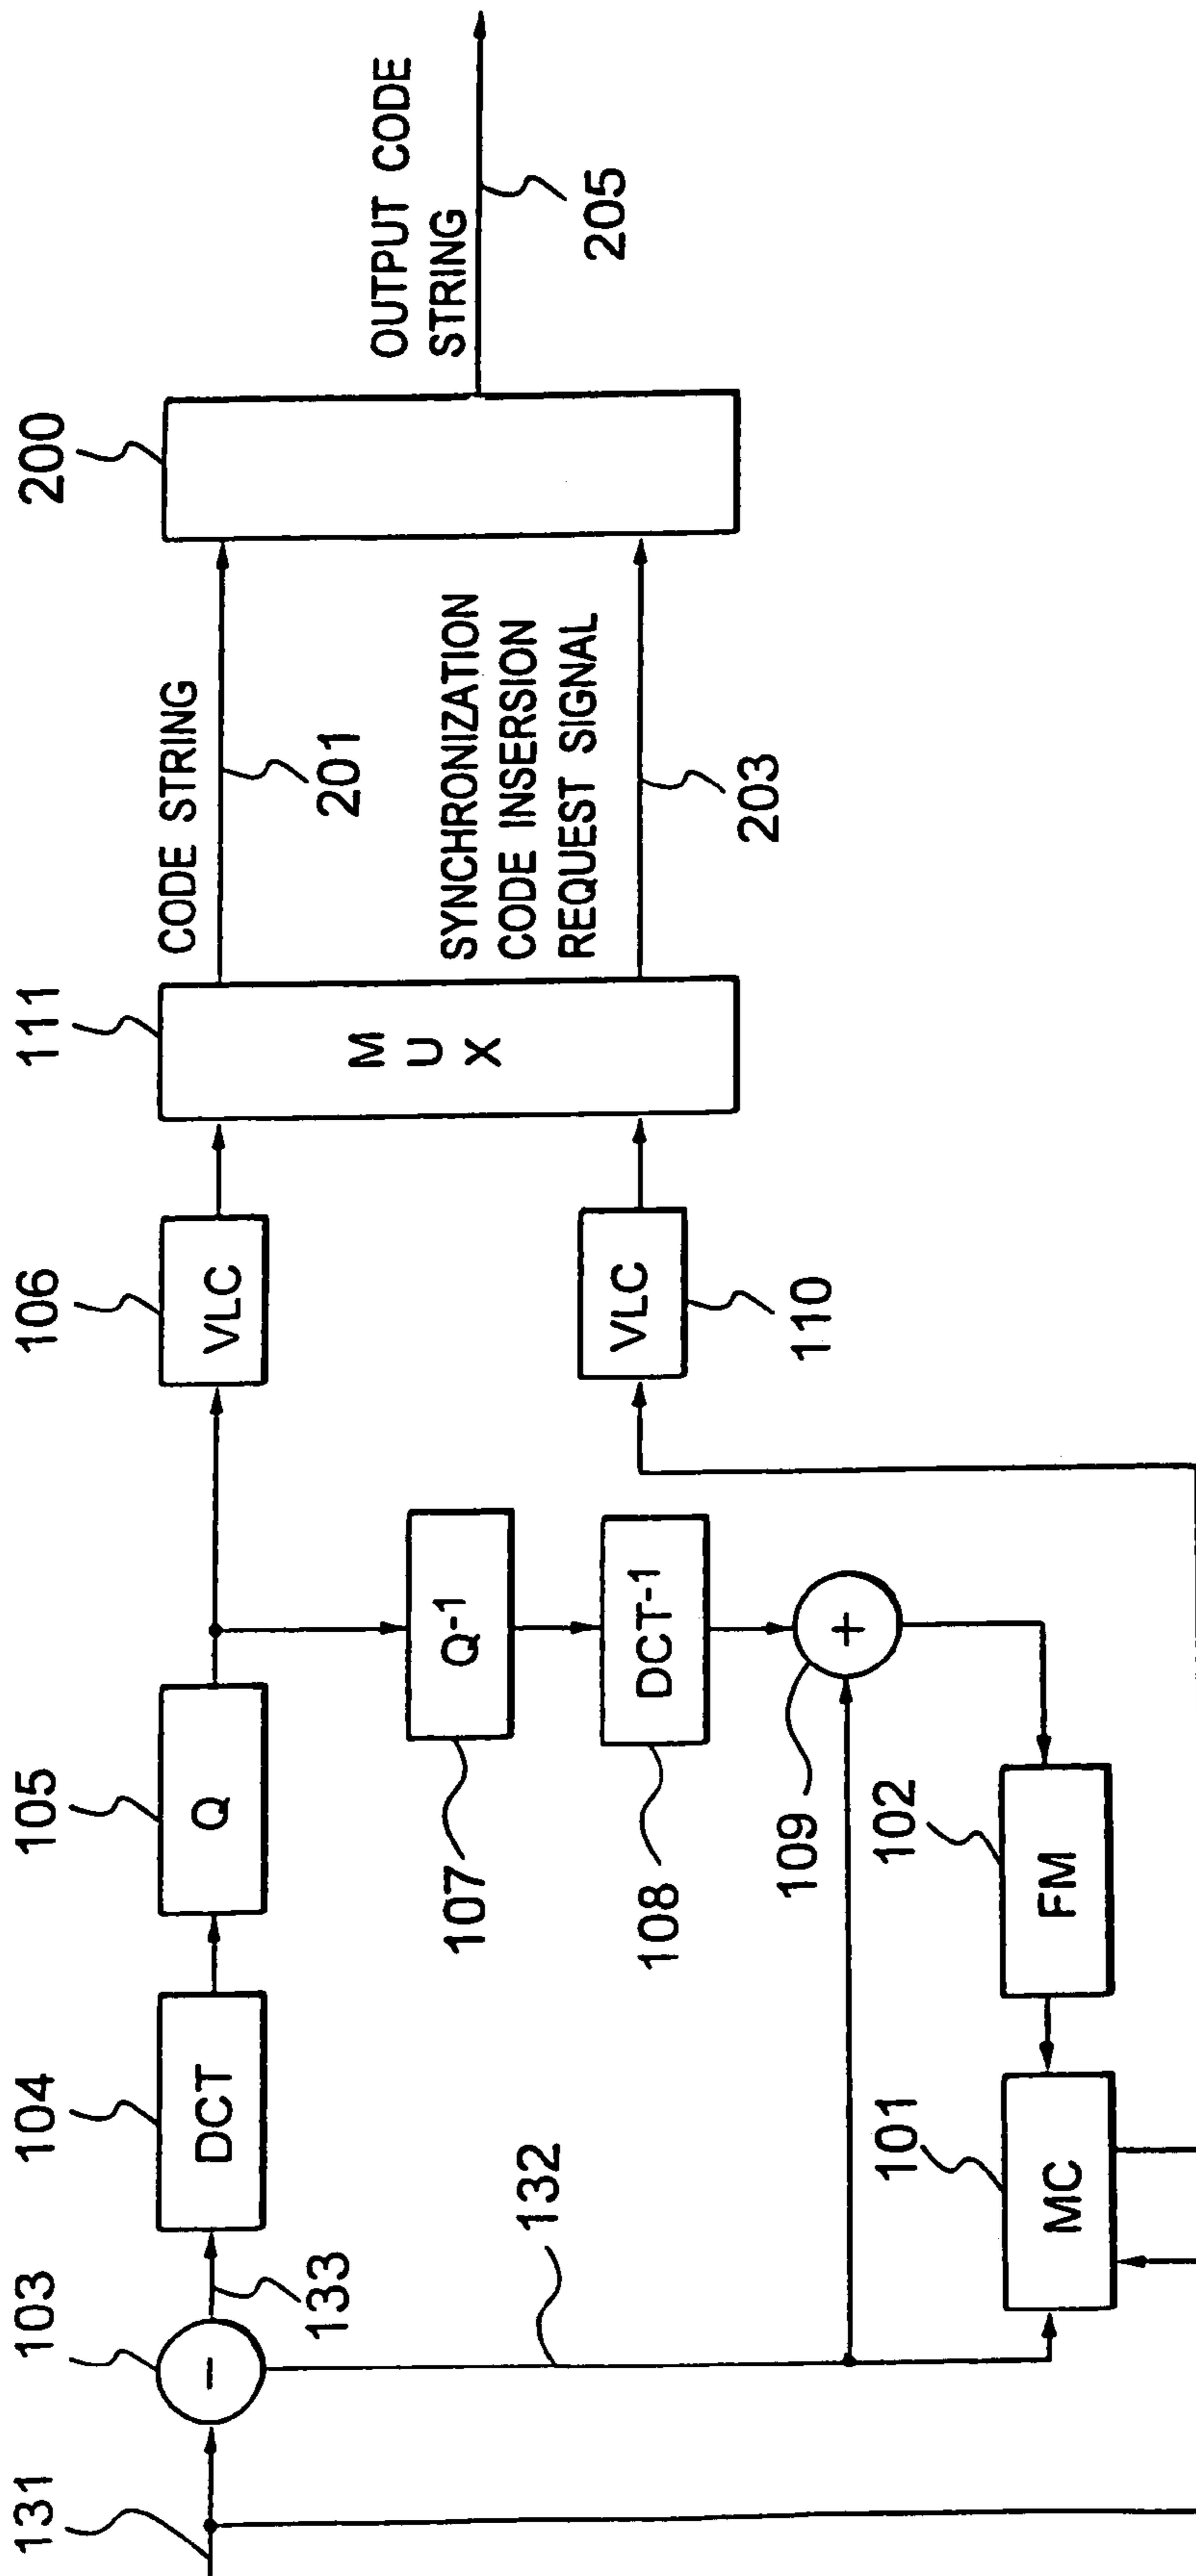 131
103
133
132
104
DCT
105
Q
106
VLC
111
MUX
CODE STRING
201
200
OUTPUT CODE
STRING
205
SYNCHRONIZATION
CODE INSERSION
REQUEST SIGNAL
203
VLC
110
Q-1
107
DCT-1
108
+
109
102
FM
101
MC
-